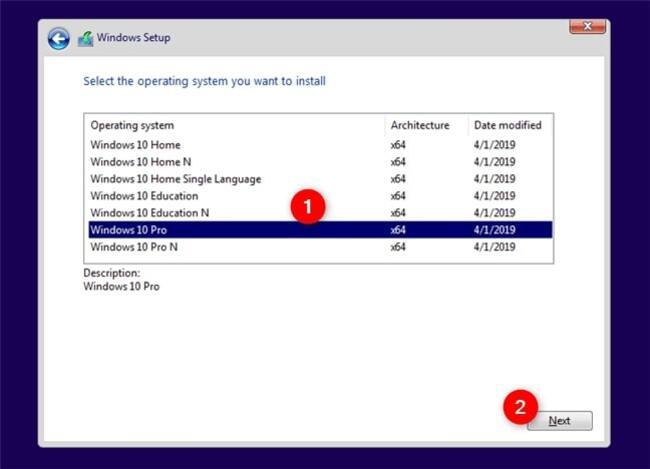 Windows Setup
Select the operating system you want to install
Operating system Architecture Date modified
Windows 10 Home x64 4/1/2019
Windows 10 Home N x64 4/1/2019
Windows 10 Home Single Language x64 4/1/2019
Windows 10 Education x64 4/1/2019
Windows 10 Education N x64 4/1/2019
Windows 10 Pro x64 4/1/2019
Windows 10 Pro N x64 4/1/2019
1
Description:
Windows 10 Pro
2
Next